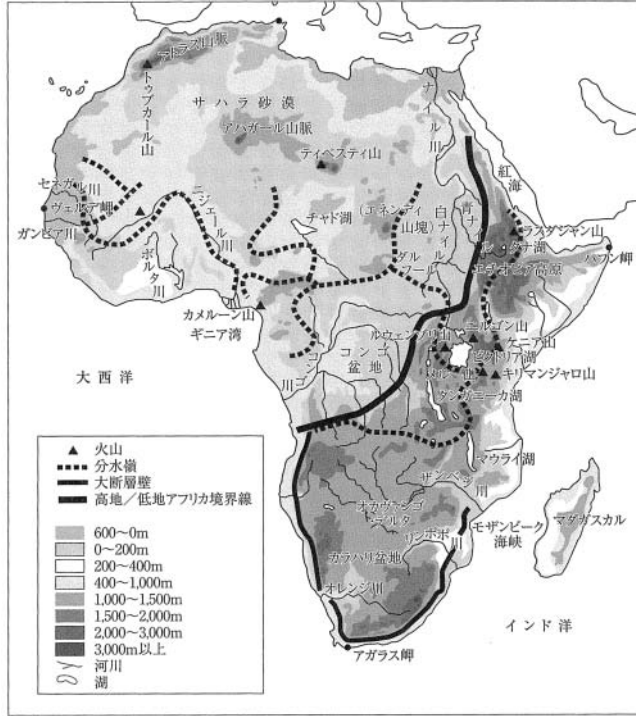 アトラス山脈
トゥブカール山
サハラ砂漠
アハガール山脈
ティベスティ山
ナイル川
紅海
セネガル川
ヴェルデ岬
ガンビア川
ニジェール川
ボルタ川
チャド湖
(エネンディ山塊)
白ナイル
青ナイル
ダルフール
ラスダジャン山
タナ湖
エチオピア高原
ハフン岬
カメルーン山
ギニア湾
コンゴ川
コンゴ盆地
ルウェンゾリ山
エルゴン山
ケニア山
ビクトリア湖
キリマンジャロ山
タンガニーカ湖
大西洋
マウライ湖
ザンベジ川
オカヴァンゴ・デルタ
リンポポ川
モザンビーク海峡
マダガスカル
カラハリ盆地
オレンジ川
インド洋
アガラス岬
火山
分水嶺
大断層壁
高地/低地アフリカ境界線
600~0m
0~200m
200~400m
400~1,000m
1,000~1,500m
1,500~2,000m
2,000~3,000m
3,000m以上
河川
湖